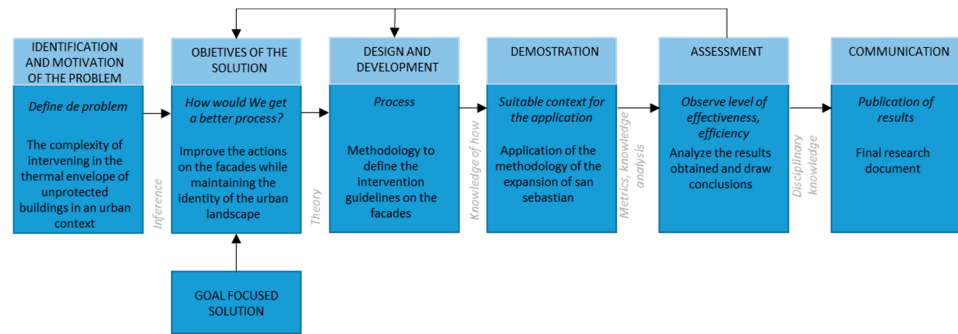 IDENTIFICATION
AND MOTIVATION
OF THE PROBLEM
Define de problem
The complexity of
intervening in the
thermal envelope of
unprotected
buildings in an urban
context
Inference
OBJETIVES OF THE
SOLUTION
How would We get
a better process?
Improve the actions
on the facades while
maintaining the
identity of the urban
landscape
Theory
DESIGN AND
DEVELOPMENT
Process
Methodology to
define the
intervention
guidelines on the
facades
Knowledge of how
DEMOSTRATION
Suitable context for
the application
Application of the
methodology of the
expansion of san
sebastian
Metrics, knowledge
analysis
ASSESSMENT
Observe level of
effectiveness,
efficiency
Analyze the results
obtained and draw
conclusions
Disciplinary
knowledge
COMMUNICATION
Publication of
results
Final research
document
GOAL FOCUSED
SOLUTION